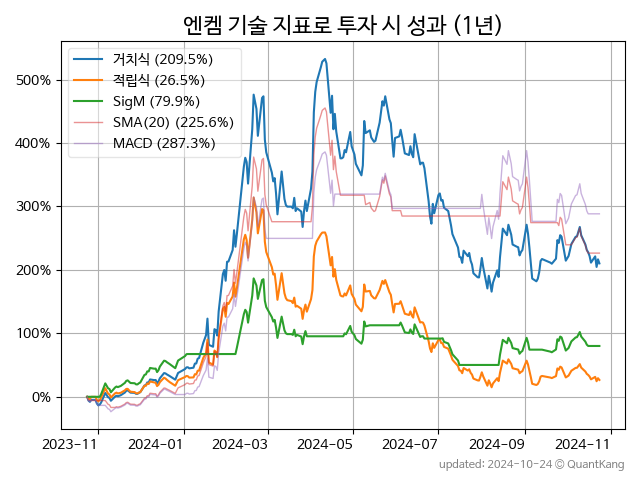 엔켐 기술 지표로 투자 시 성과 (1년)
거치식 (209.5%)
적립식 (26.5%)
SigM (79.9%)
SMA(20) (225.6%)
MACD (287.3%)
500%
400%
300%
200%
100%
0%
2023-11 2024-01 2024-03 2024-05 2024-07 2024-09 2024-11
updated: 2024-10-24 © QuantKang